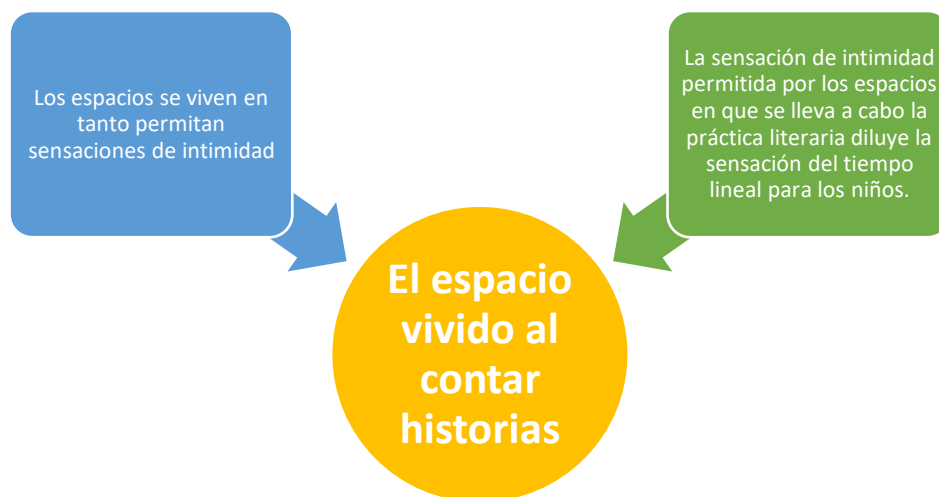 Los espacios se viven en
tanto permitan
sensaciones de intimidad
La sensación de intimidad
permitida por los espacios
en que se lleva a cabo la
práctica literaria diluye la
sensación del tiempo
lineal para los niños.
El espacio
vivido al
contar
historias